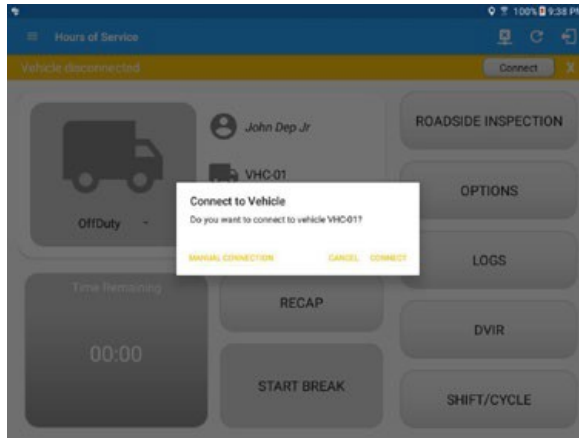 100% 9:38 PM
Hours of Service
Vehicle disconnected
Connect X
John Dep Jr
VHC-01
OffDuty
ROADSIDE INSPECTION
OPTIONS
LOGS
DVIR
SHIFT/CYCLE
Connect to Vehicle
Do you want to connect to vehicle VHC-01?
MANUAL CONNECTION CANCEL CONNECT
Time Remaining
00:00
RECAP
START BREAK